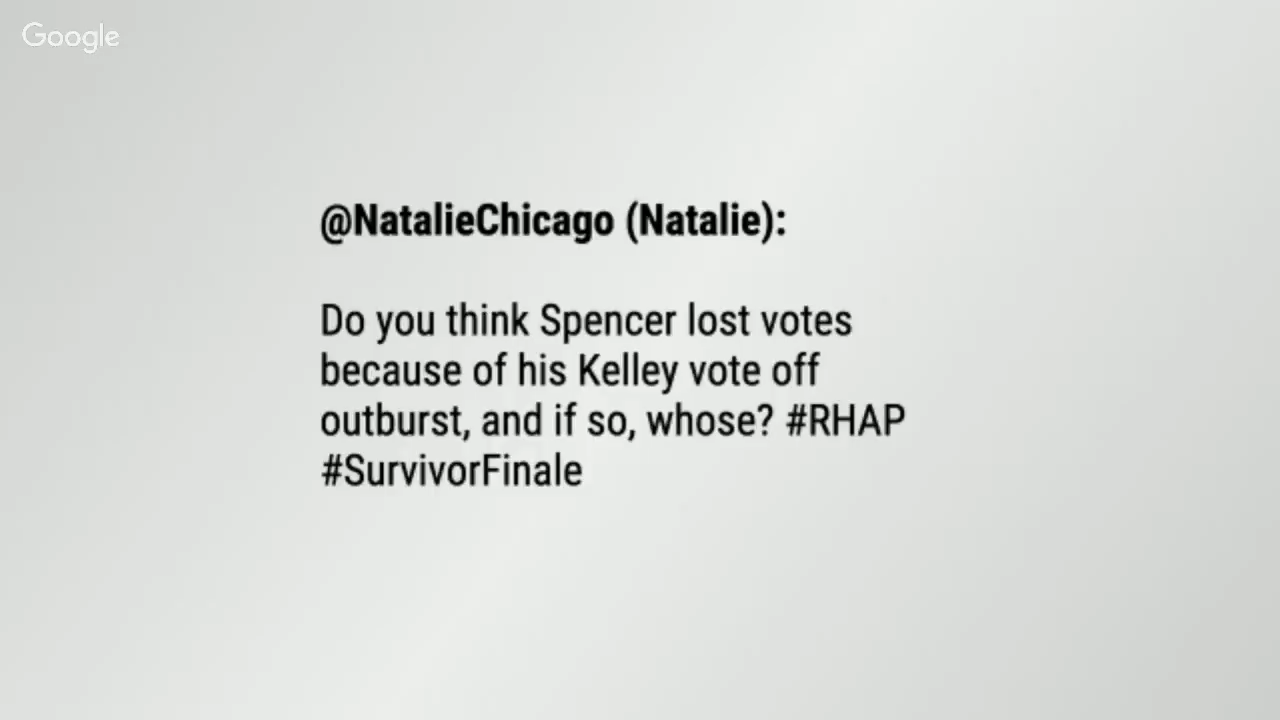 Google
@NatalieChicago (Natalie):
Do you think Spencer lost votes
because of his Kelley vote off
outburst, and if so, whose? #RHAP
#SurvivorFinale